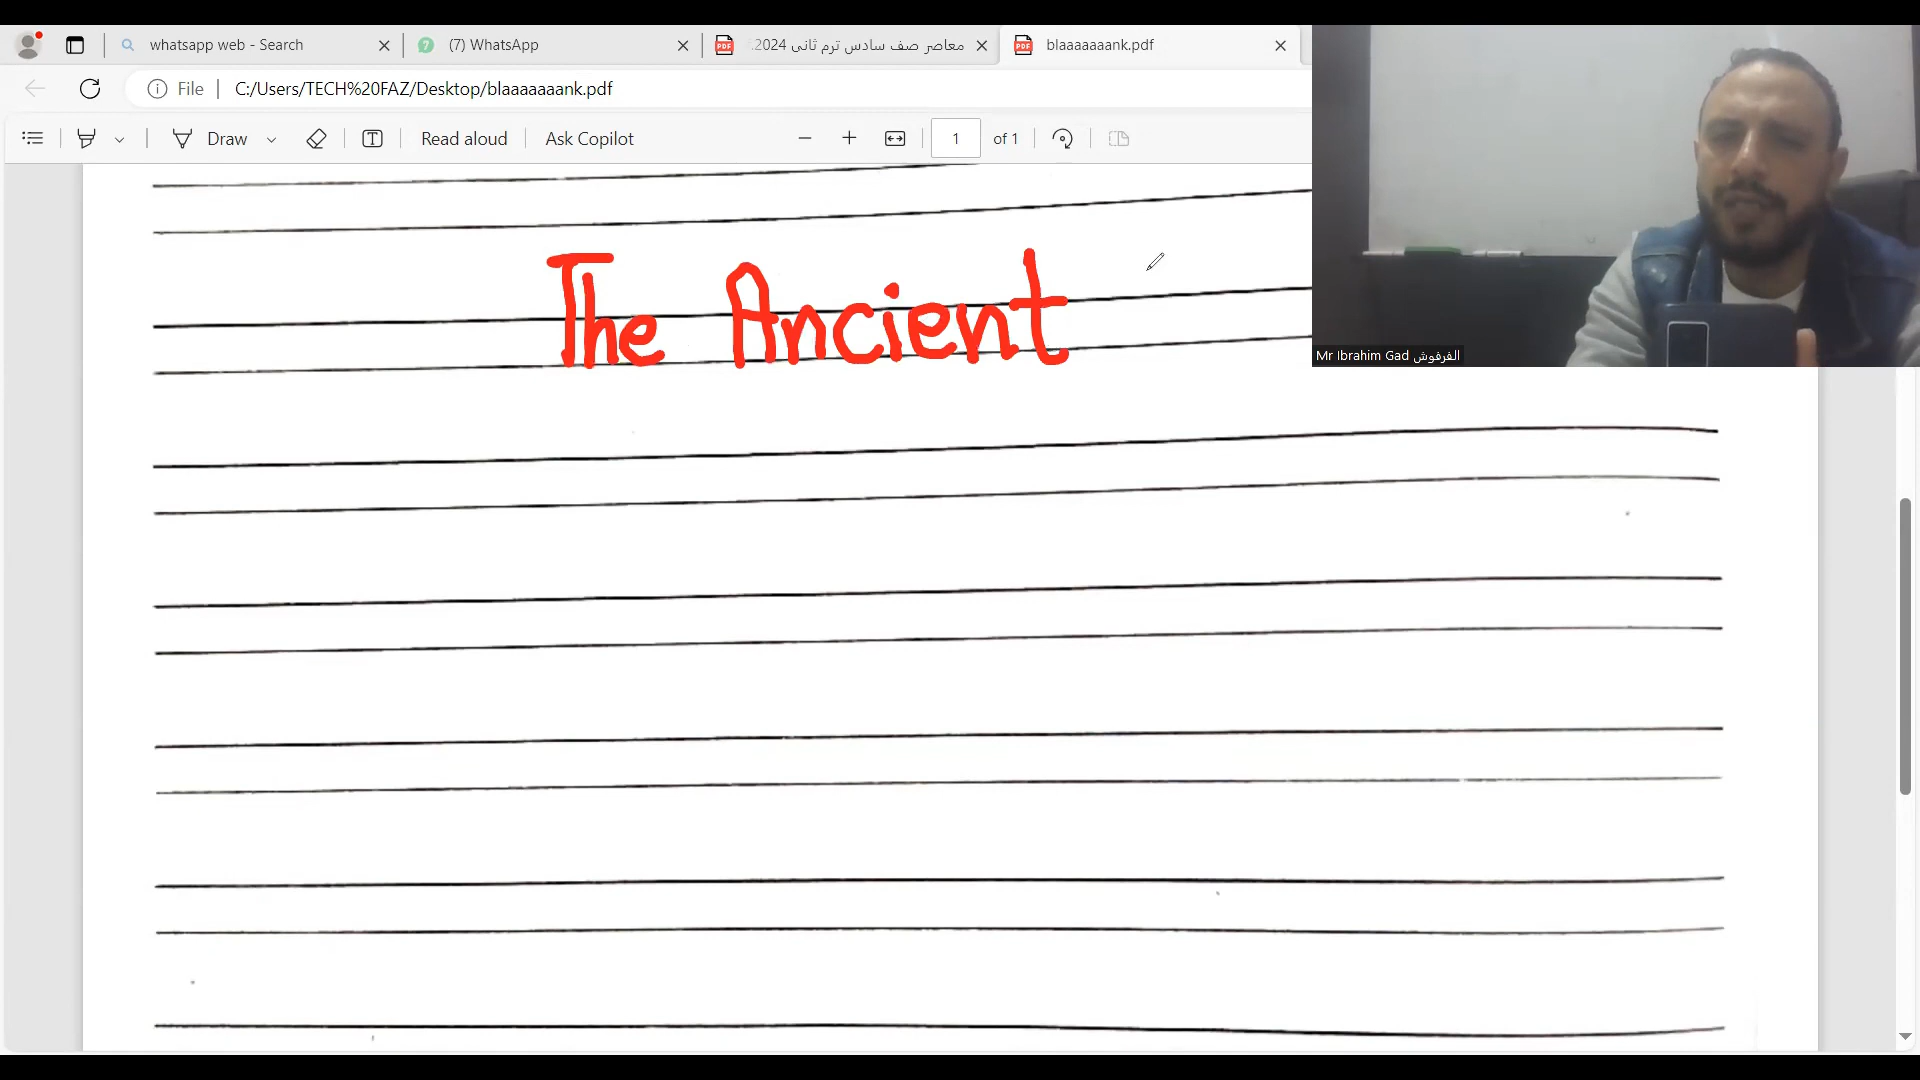 whatsapp web - Search
(7) WhatsApp
معاصر صف سادس ترم ثانى 2024
blaaaaaaank.pdf
File
C:/Users/TECH%20FAZ/Desktop/blaaaaaaank.pdf
Draw
Read aloud
Ask Copilot
1 of 1
The Ancient
Mr Ibrahim Gad الفرفوش